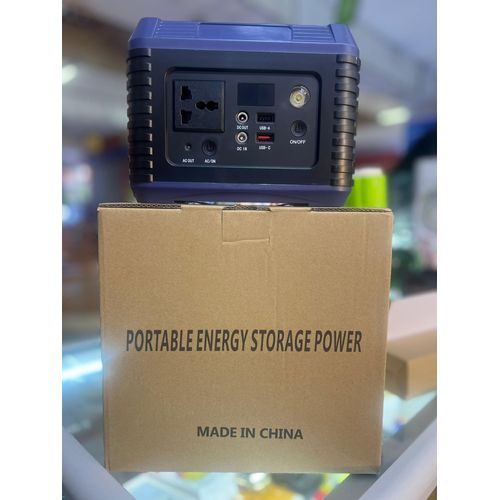 DC OUT
USB-A
ON/OFF
DC IN
USB-C
AC OUT
AC/ON
PORTABLE ENERGY STORAGE POWER
MADE IN CHINA